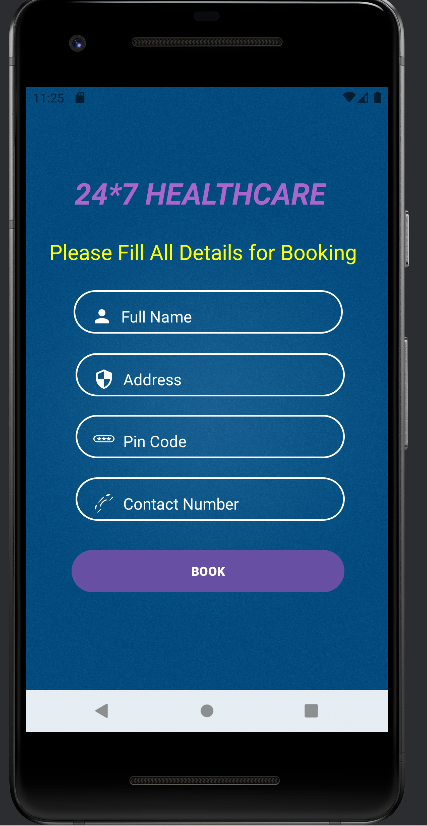 11:25
24*7 HEALTHCARE
Please Fill All Details for Booking
Full Name
Address
Pin Code
Contact Number
BOOK